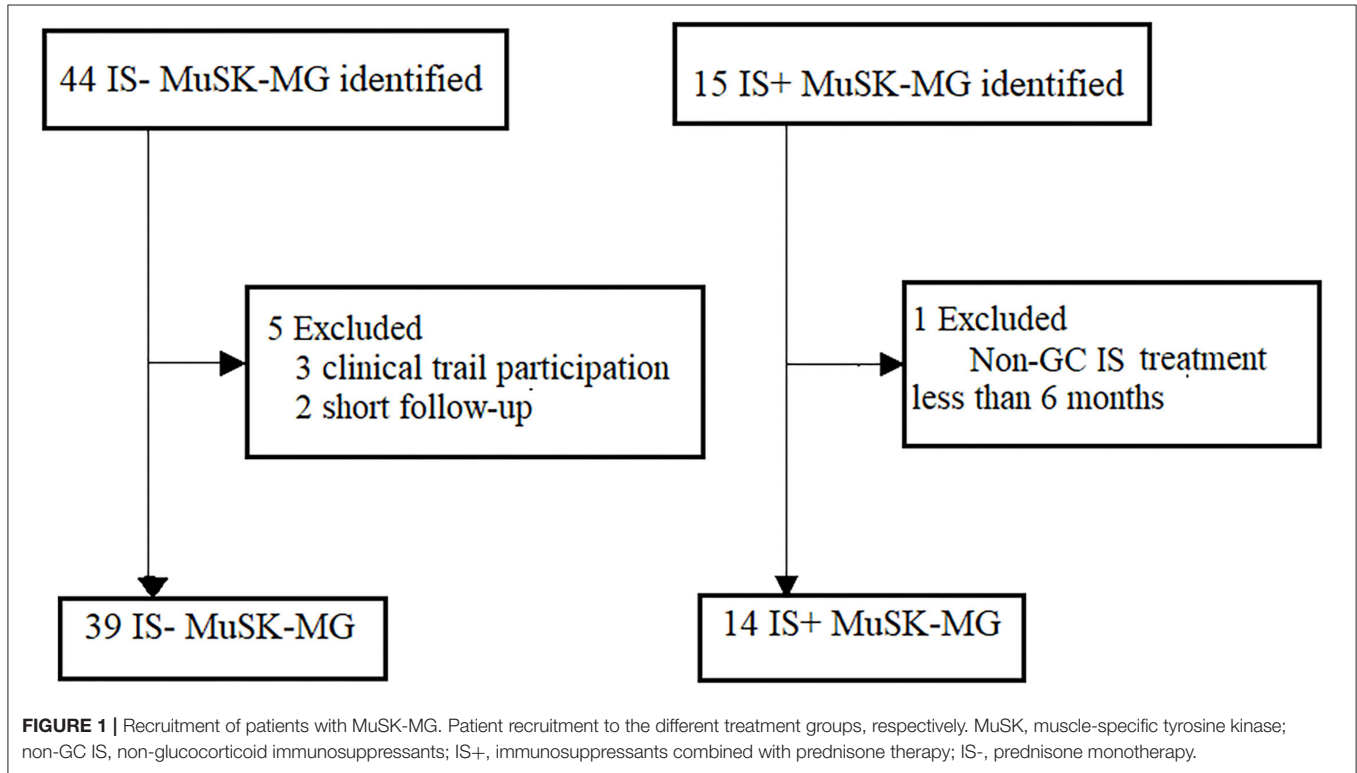 44 IS- MuSK-MG identified
15 IS+ MuSK-MG identified
5 Excluded
3 clinical trail participation
2 short follow-up
1 Excluded
Non-GC IS treatment
less than 6 months
39 IS- MuSK-MG
14 IS+ MuSK-MG
FIGURE 1 | Recruitment of patients with MuSK-MG. Patient recruitment to the different treatment groups, respectively. MuSK, muscle-specific tyrosine kinase;
non-GC IS, non-glucocorticoid immunosuppressants; IS+, immunosuppressants combined with prednisone therapy; IS-, prednisone monotherapy.